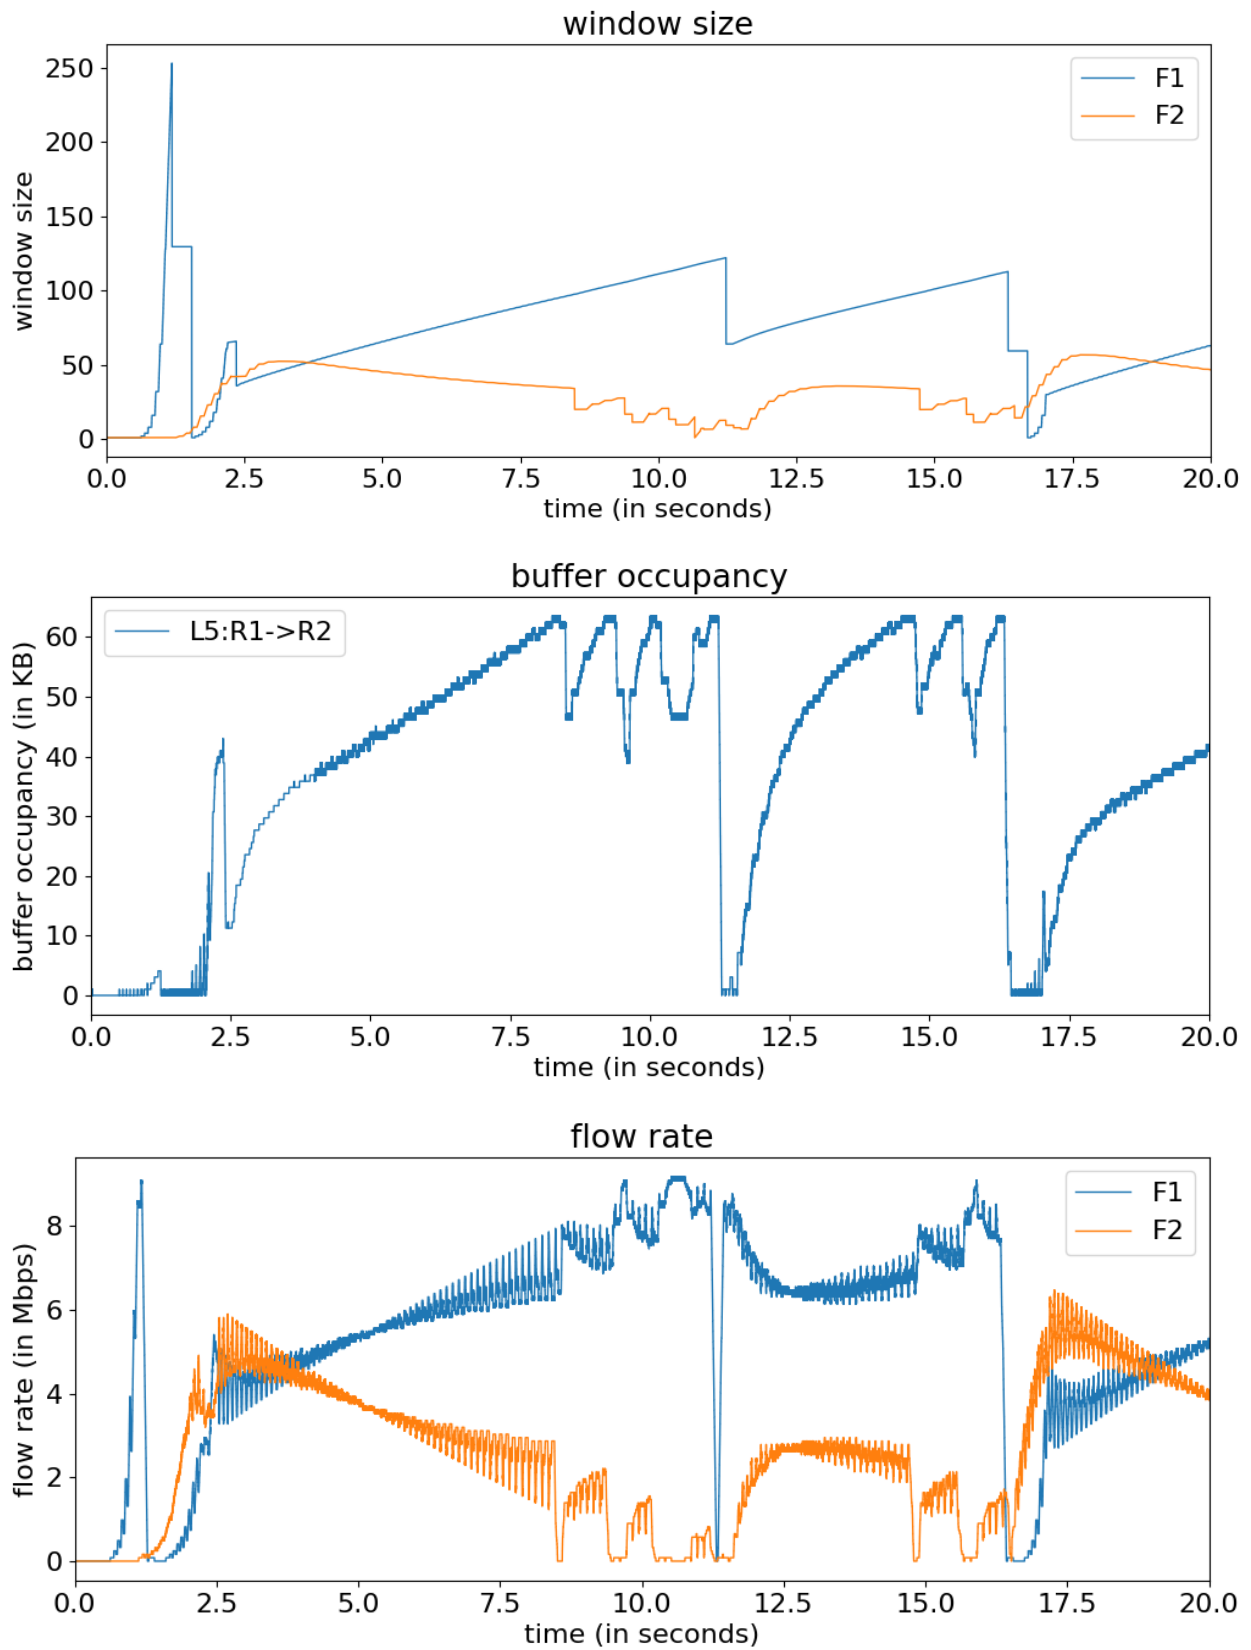 window size
250
200
150
100
50
0
window size
F1
F2
0.0 2.5 5.0 7.5 10.0 12.5 15.0 17.5 20.0
time (in seconds)
buffer occupancy
60
50
40
30
20
10
0
buffer occupancy (in KB)
L5:R1->R2
0.0 2.5 5.0 7.5 10.0 12.5 15.0 17.5 20.0
time (in seconds)
flow rate
8
6
4
2
0
flow rate (in Mbps)
F1
F2
0.0 2.5 5.0 7.5 10.0 12.5 15.0 17.5 20.0
time (in seconds)